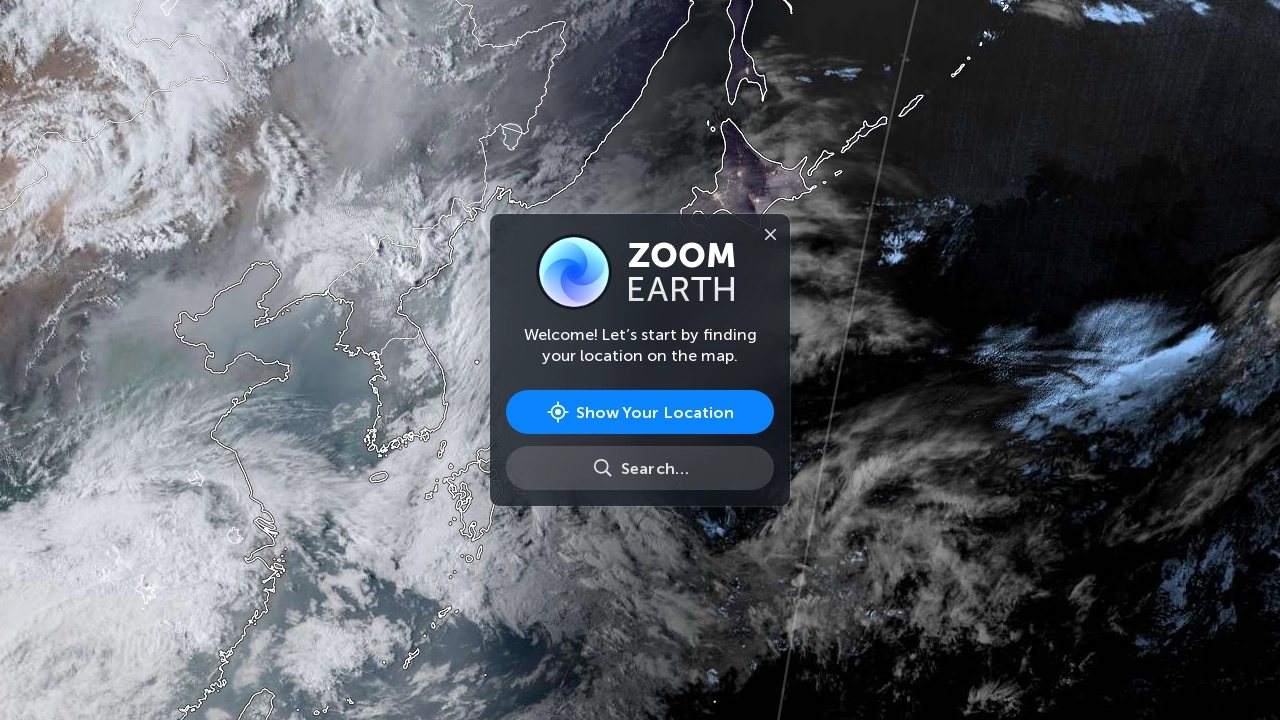 ZOOM
EARTH
Welcome! Let’s start by finding
your location on the map.
Show Your Location
Search…